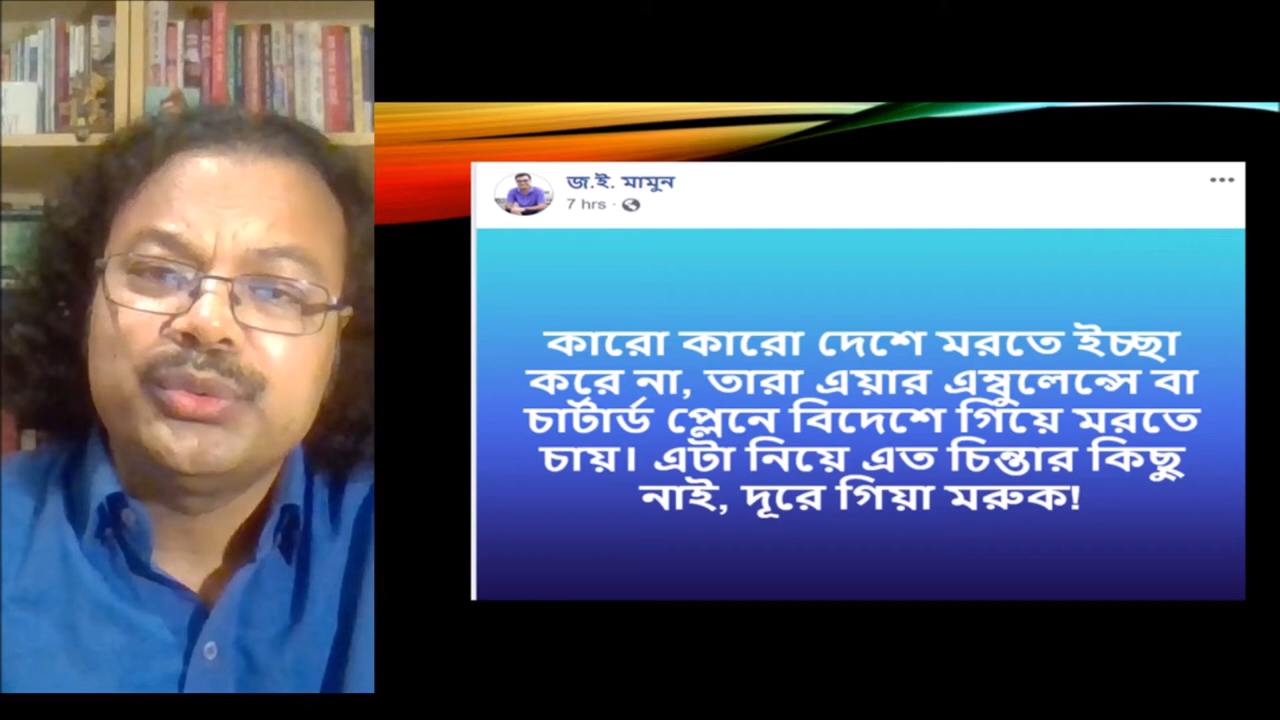 জ.ই. মামুন
7 hrs ·
কারো কারো দেশে মরতে ইচ্ছা
করে না, তারা এয়ার এম্বুলেন্সে বা
চার্টার্ড প্লেনে বিদেশে গিয়ে মরতে
চায়। এটা নিয়ে এত চিন্তার কিছু
নাই, দূরে গিয়া মরুক!